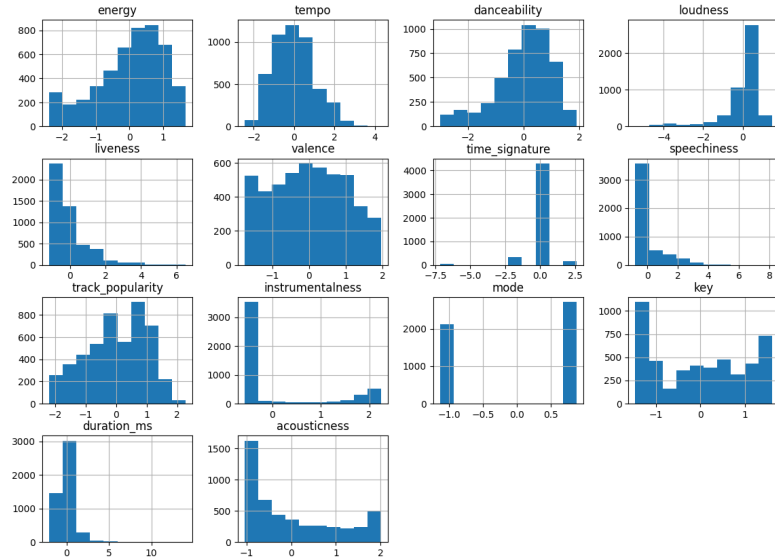 energy tempo danceability loudness
800 600 400 200 0
1000 500 0
1000 750 500 250 0
2000 1000 0
−2 −1 0 1
−2 0 2 4
−2 0
−4 −2 0
liveness valence time_signature speechiness
2000 1500 1000 500 0
600 400 200 0
4000 3000 2000 1000 0
3000 2000 1000 0
0 2 4 6
−1 0 1 2
−7.5 −5.0 −2.5 0.0 2.5
0 2 4 6 8
track_popularity instrumentalness mode key
800 600 400 200 0
3000 2000 1000 0
2000 1000 0
1000 750 500 250 0
−2 −1 0 1 2
0 1 2
−1.0 −0.5 0.0 0.5
−1 0 1
duration_ms acousticness
3000 2000 1000 0
1500 1000 500 0
0 5 10
−1 0 1 2